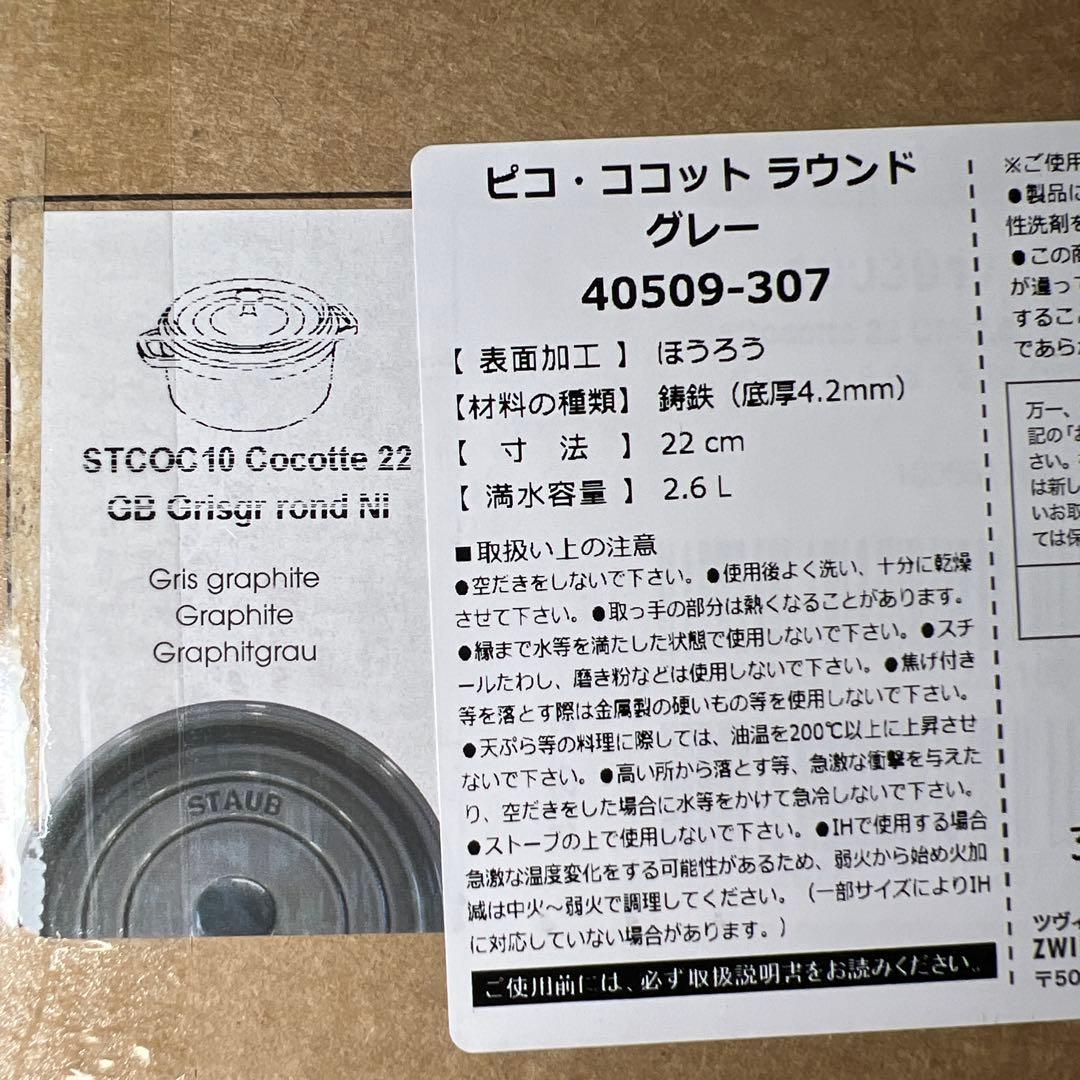 STCOC10 Cocotte 22
GB Grisgr rond NI
Gris graphite
Graphite
Graphitgrau
STAUB
ピコ・ココット ラウンド
グレー
40509-307
【 表面加工 】 ほうろう
【材料の種類】 鋳鉄（底厚4.2mm）
【 寸 法 】 22 cm
【 満水容量 】 2.6 L
■取扱い上の注意
●空だきをしないで下さい。●使用後よく洗い、十分に乾燥
させて下さい。●取っ手の部分は熱くなることがあります。
●縁まで水等を満たした状態で使用しないで下さい。●スチ
ールたわし、磨き粉などは使用しないで下さい。●焦げ付き
等を落とす際は金属製の硬いもの等を使用しないで下さい。
●天ぷら等の料理に際しては、油温を200℃以上に上昇させ
ないで下さい。●高い所から落とす等、急激な衝撃を与えた
り、空だきをした場合に水等をかけて急冷しないで下さい。
●ストーブの上で使用しないで下さい。●IHで使用する場合
急激な温度変化をする可能性があるため、弱火から始め火加
減は中火～弱火で調理してください。（一部サイズによりIH
に対応していない場合があります。）
ご使用前には、必ず取扱説明書をお読みください。
※ご使用
●製品に
性洗剤を
●この商
が違って
するこ
であら
万一、
記の「お
さい。
は新し
いお取
ては保
ツヴィ
ZWI
〒50